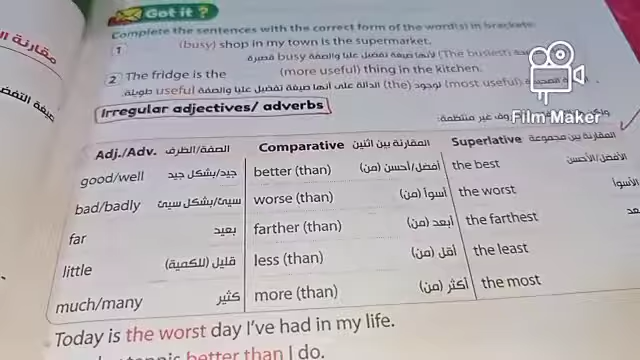 Got it ?
2 Complete the sentences with the correct form of the word(s) in brackets:
1 (busy) shop in my town is the supermarket.
(The busiest) لأنها صيغة تفضيل عليا والصفة busy قصيرة
2 The fridge is the (more useful) thing in the kitchen.
(most useful) لوجود (the) الدالة على أنها صيغة تفضيل عليا والصفة useful طويلة.
مقارنة
صيغة التفض
Film Maker
Irregular adjectives/ adverbs
منتظمة:
Adj./Adv. الصفة/الظرف Comparative المقارنة بين اثنين Superlative المقارنة بين مجموعة
good/well جيد/بشكل جيد better (than) أفضل/أحسن (من) the best الأفضل/الأحسن
bad/badly سيئ/بشكل سيئ worse (than) أسوأ (من) the worst الأسوأ
far بعيد farther (than) أبعد (من) the farthest
little قليل (للكمية) less (than) أقل (من) the least
much/many كثير more (than) أكثر (من) the most
Today is the worst day I've had in my life.
better than I do.